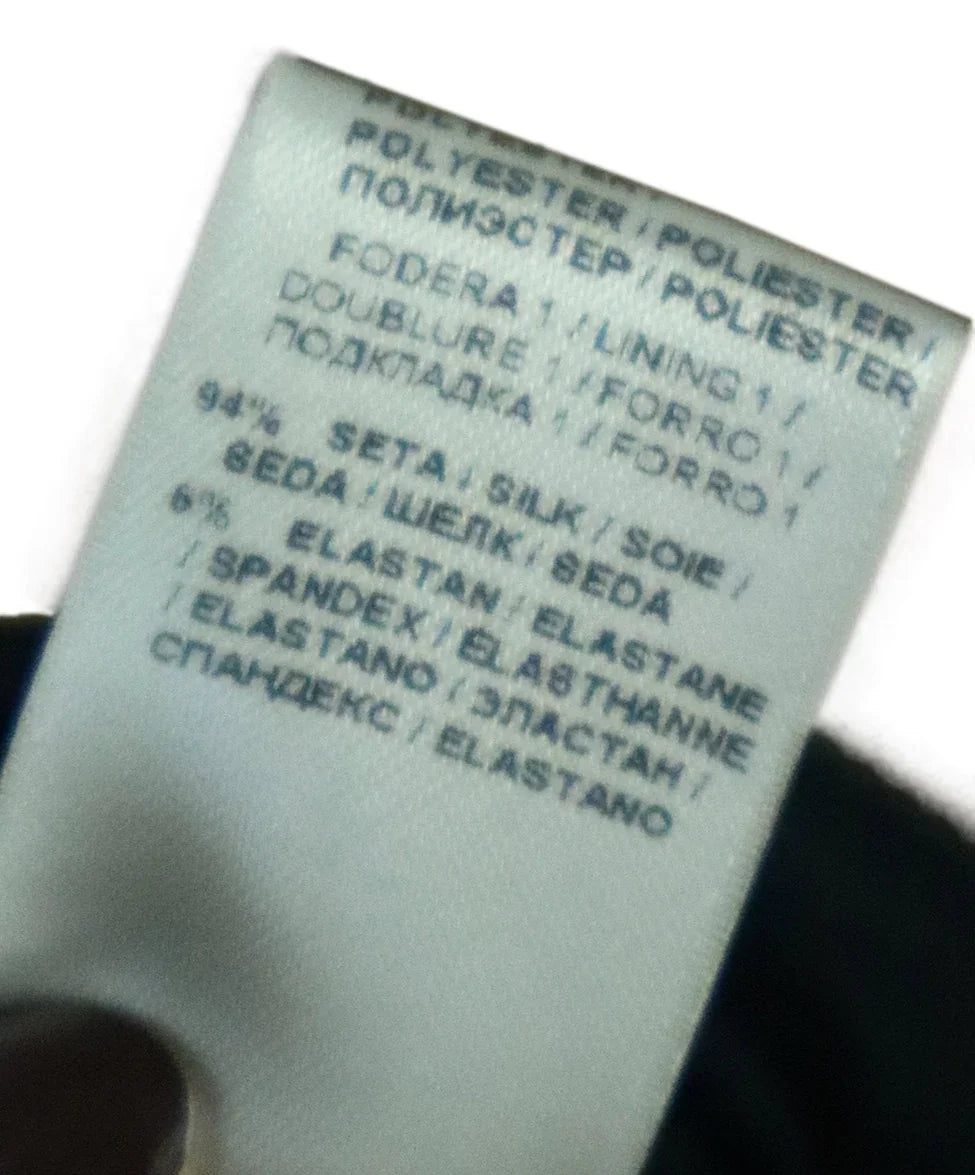 POLYESTER / POLIESTER /
ПОЛИЭСТЕР / POLIESTER
FODERA 1 / LINING 1 /
DOUBLURE 1 / FORRO 1 /
ПОДКЛАДКА 1 / FORRO 1
94% SETA / SILK / SOIE /
SEDA / ШЕЛК / SEDA
6% ELASTAN / ELASTANE
/ SPANDEX / ELASTHANNE
/ ELASTANO / ЭЛАСТАН /
СПАНДЕКС / ELASTANO